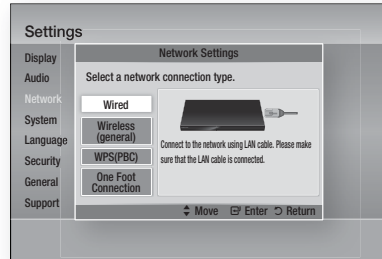 Settings
Display
Audio
Network
System
Language
Security
General
Support
Network Settings
Select a network connection type.
Wired
Wireless
(general)
WPS(PBC)
One Foot
Connection
Connect to the network using LAN cable. Please make
sure that the LAN cable is connected.
Move Enter Return